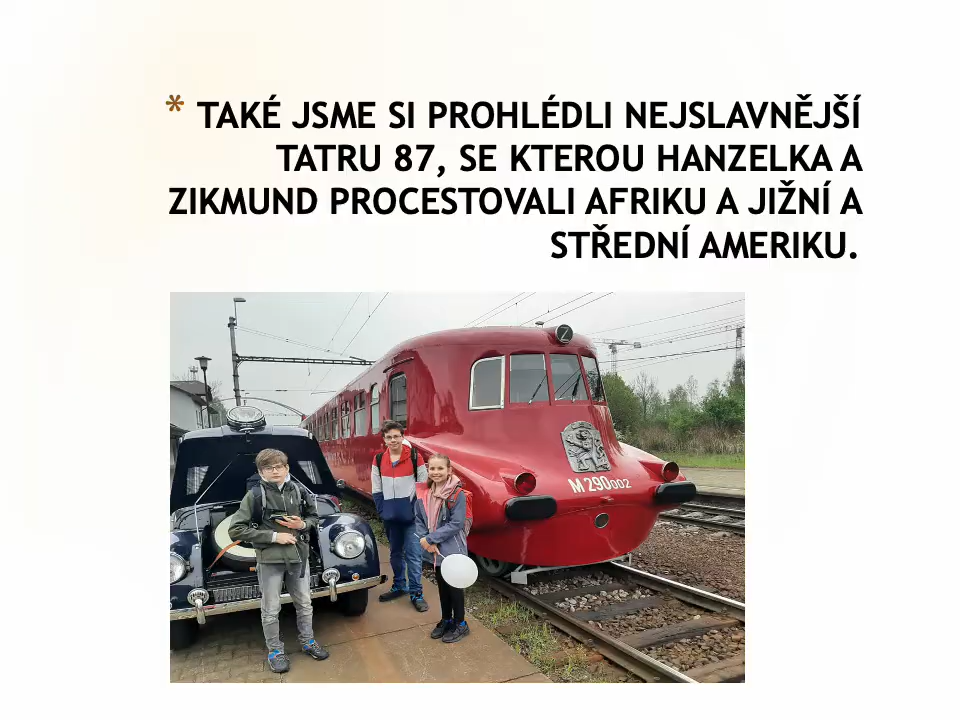 * TAKÉ JSME SI PROHLÉDLI NEJSLAVNĚJŠÍ
TATRU 87, SE KTEROU HANZELKA A
ZIKMUND PROCESTOVALI AFRIKU A JIŽNÍ A
STŘEDNÍ AMERIKU.
Z
M 290002